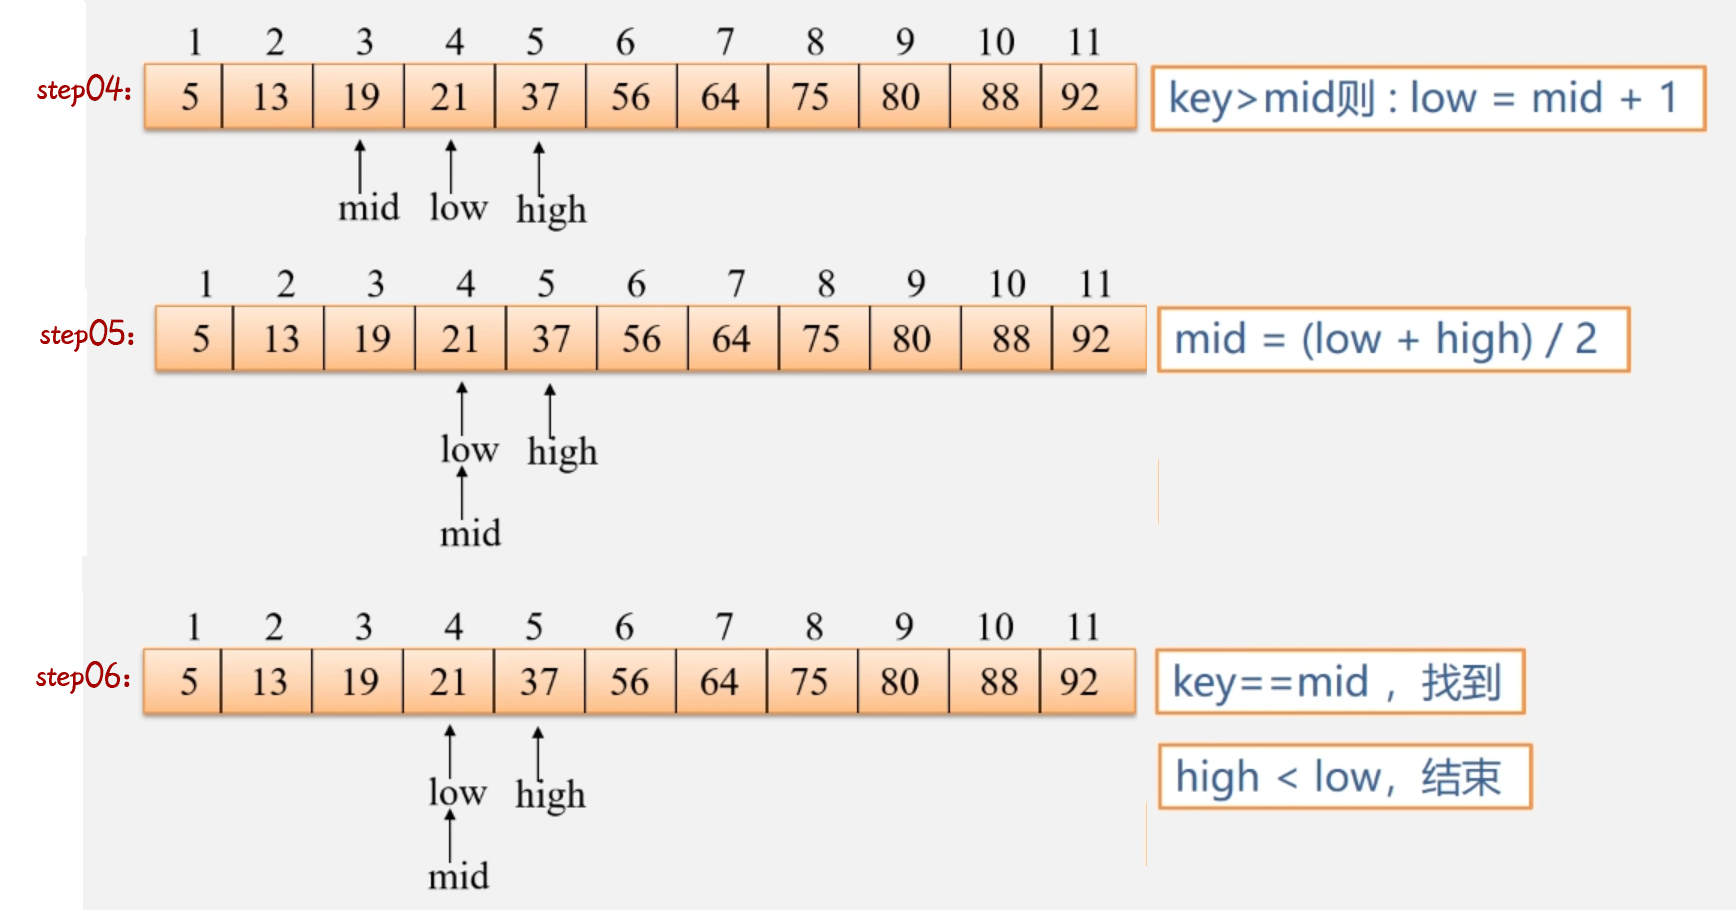 1 2 3 4 5 6 7 8 9 10 11
step04: 5 13 19 21 37 56 64 75 80 88 92 key>mid则 : low = mid + 1
mid low high
1 2 3 4 5 6 7 8 9 10 11
step05: 5 13 19 21 37 56 64 75 80 88 92 mid = (low + high) / 2
low high
mid
1 2 3 4 5 6 7 8 9 10 11
step06: 5 13 19 21 37 56 64 75 80 88 92 key==mid ，找到
high < low，结束
low high
mid